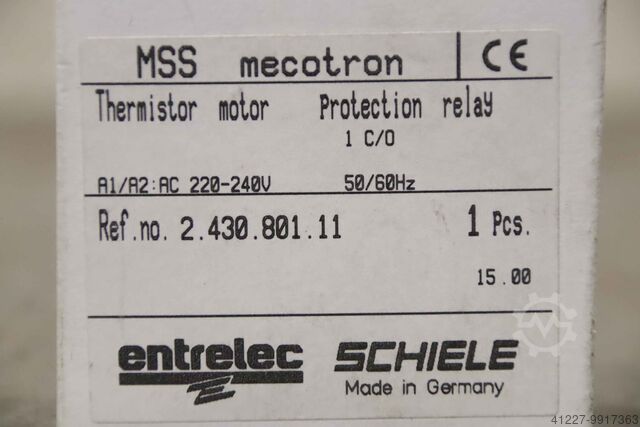 MSS mecotron CE
Thermistor motor Protection relay
1 C/O
A1/A2:AC 220-240V 50/60Hz
Ref.no. 2.430.801.11 1 Pcs.
15.00
entrelec SCHIELE
Made in Germany
41227-9917363